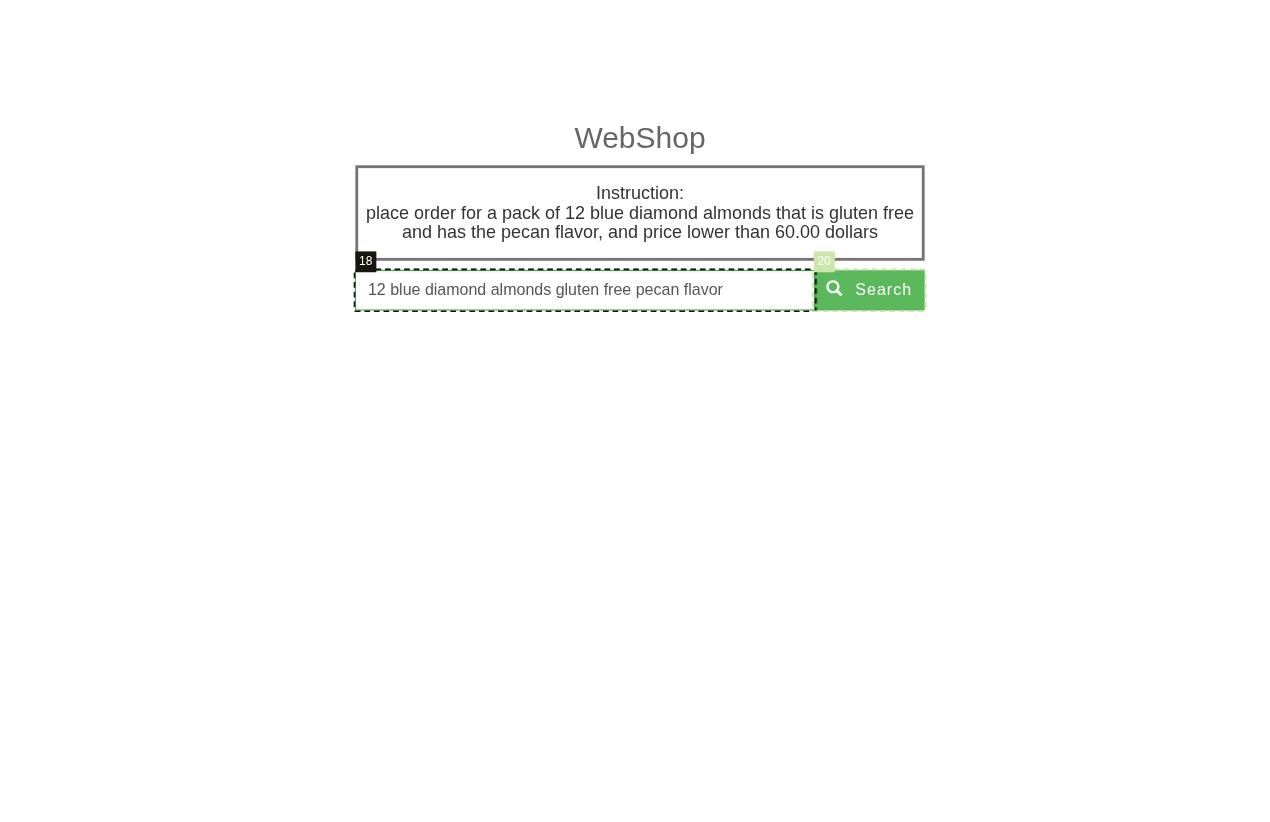 WebShop
Instruction:
place order for a pack of 12 blue diamond almonds that is gluten free
and has the pecan flavor, and price lower than 60.00 dollars
18
20
12 blue diamond almonds gluten free pecan flavor
Search